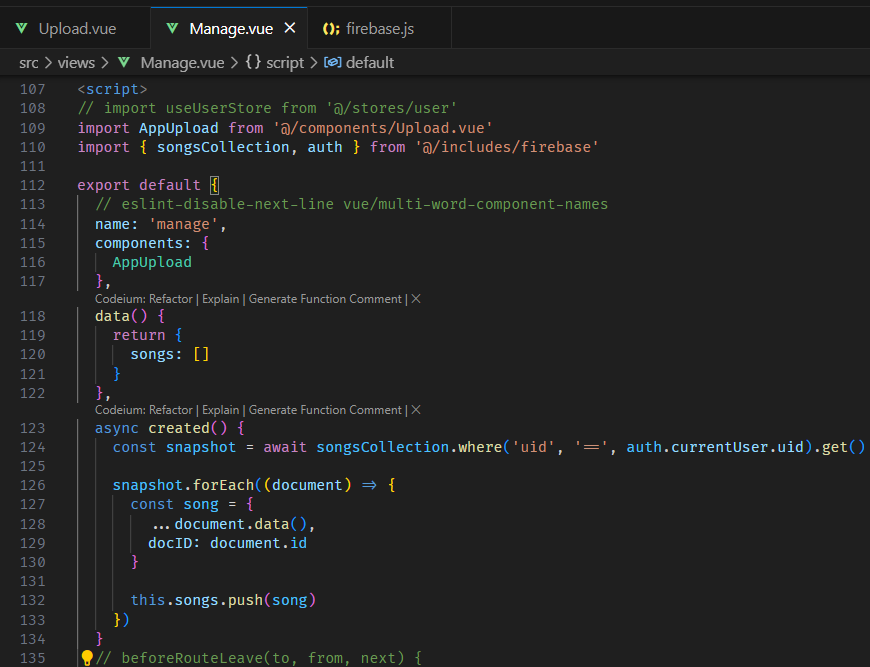 Upload.vue Manage.vue × firebase.js
src > views > Manage.vue > {} script > default
107 <script>
108 // import useUserStore from '@/stores/user'
109 import AppUpload from '@/components/Upload.vue'
110 import { songsCollection, auth } from '@/includes/firebase'
111
112 export default {
113 // eslint-disable-next-line vue/multi-word-component-names
114 name: 'manage',
115 components: {
116 AppUpload
117 },
Codeium: Refactor | Explain | Generate Function Comment | ×
118 data() {
119 return {
120 songs: []
121 }
122 },
Codeium: Refactor | Explain | Generate Function Comment | ×
123 async created() {
124 const snapshot = await songsCollection.where('uid', '==', auth.currentUser.uid).get()
125
126 snapshot.forEach((document) => {
127 const song = {
128 ...document.data(),
129 docID: document.id
130 }
131
132 this.songs.push(song)
133 })
134 }
135 // beforeRouteLeave(to, from, next) {